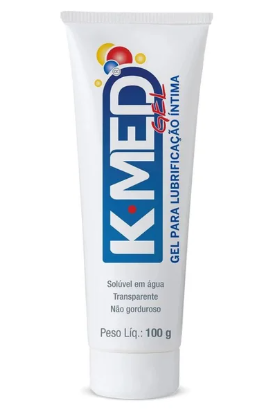 K·MED
GEL
GEL PARA LUBRIFICAÇÃO ÍNTIMA
Solúvel em água
Transparente
Não gorduroso
Peso Líq.: 100 g